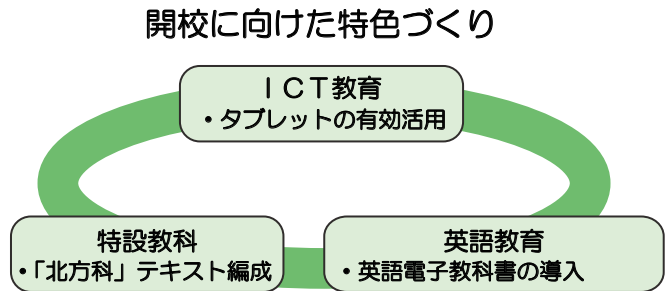 開校に向けた特色づくり
ＩＣＴ教育
・タブレットの有効活用
特設教科
・「北方科」テキスト編成
英語教育
・英語電子教科書の導入